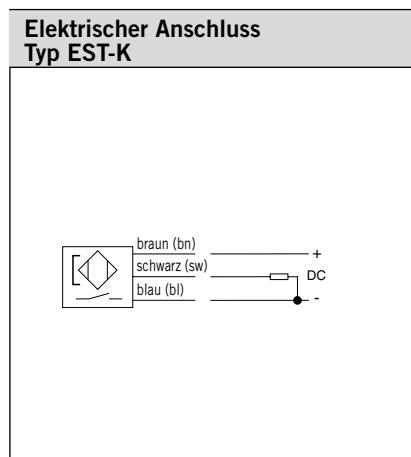 Elektrischer Anschluss
Typ EST-K
braun (bn)
+
schwarz (sw)
DC
blau (bl)
-